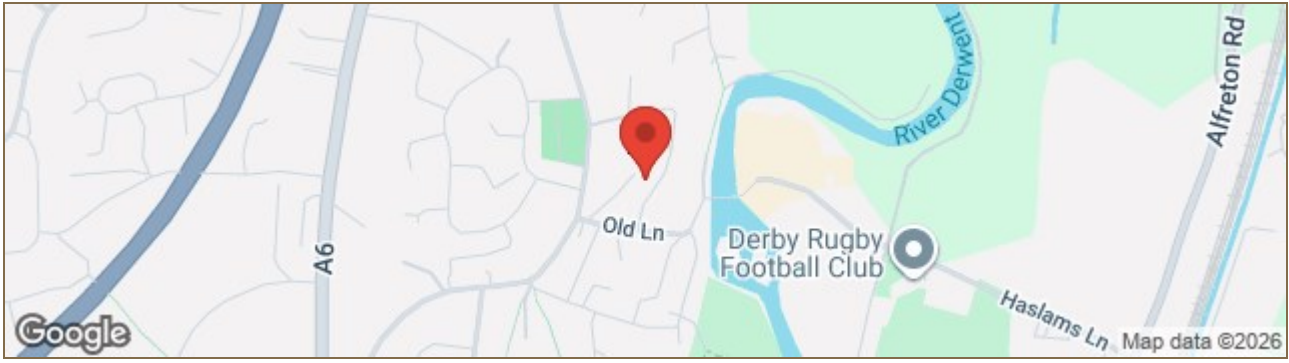 River Derwent
Alfreton Rd
Old Ln
A6
Derby Rugby
Football Club
Haslams Ln
Google
Map data ©2026